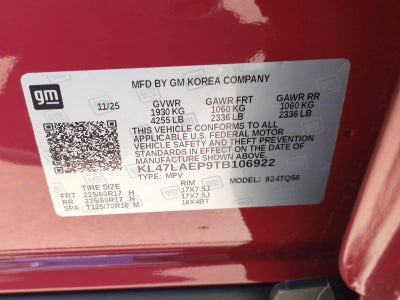 MFD BY GM KOREA COMPANY
gm
11/25 GVWR GAWR FRT GAWR RR
1930 KG 1060 KG 1060 KG
4255 LB 2336 LB 2336 LB
THIS VEHICLE CONFORMS TO ALL
APPLICABLE U.S. FEDERAL MOTOR
VEHICLE SAFETY AND THEFT
PREVENTION STANDARDS IN EFFECT
ON THE DATE OF MANUFACTURE
SHOWN ABOVE.
KL47LAEP9TB106922
TYPE: MPV MODEL: 924TQ58
TIRE SIZE RIM
FRT 225/60R17 H 17X7.5J
RR 225/60R17 H 17X7.5J
SPA T125/70R16 M 16X4BT